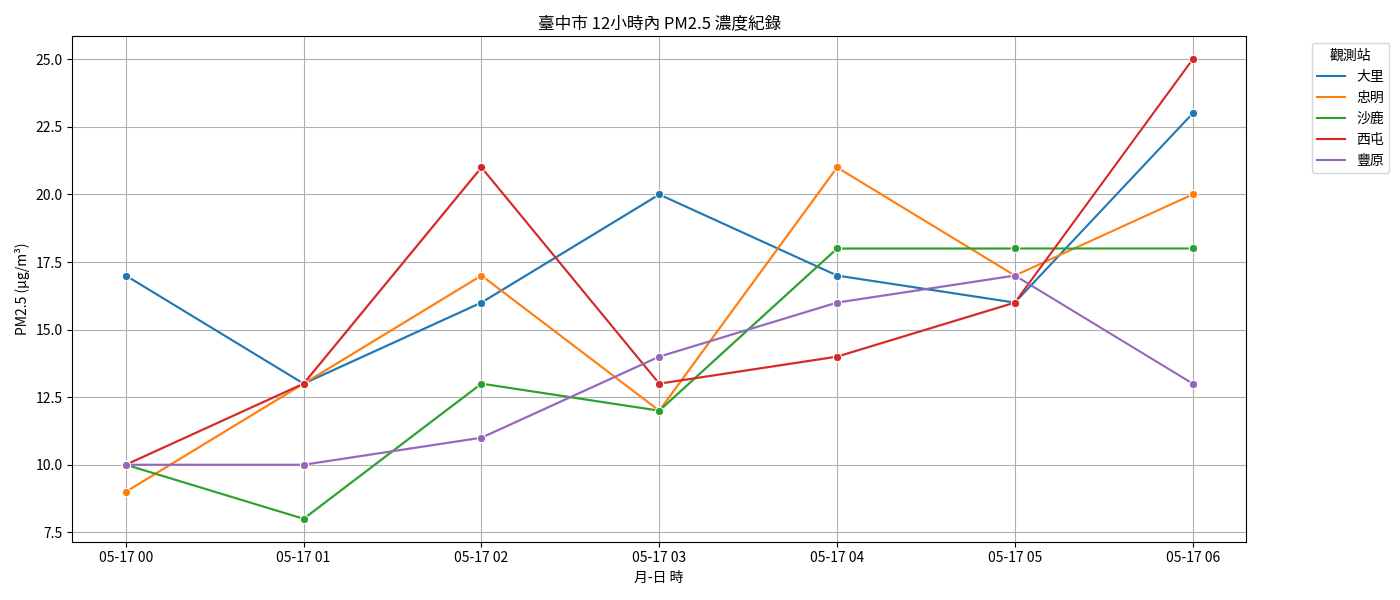 臺中市 12小時內 PM2.5 濃度紀錄
觀測站
大里
忠明
沙鹿
西屯
豐原
PM2.5 (μg/m³)
25.0
22.5
20.0
17.5
15.0
12.5
10.0
7.5
05-17 00
05-17 01
05-17 02
05-17 03
05-17 04
05-17 05
05-17 06
月-日 時